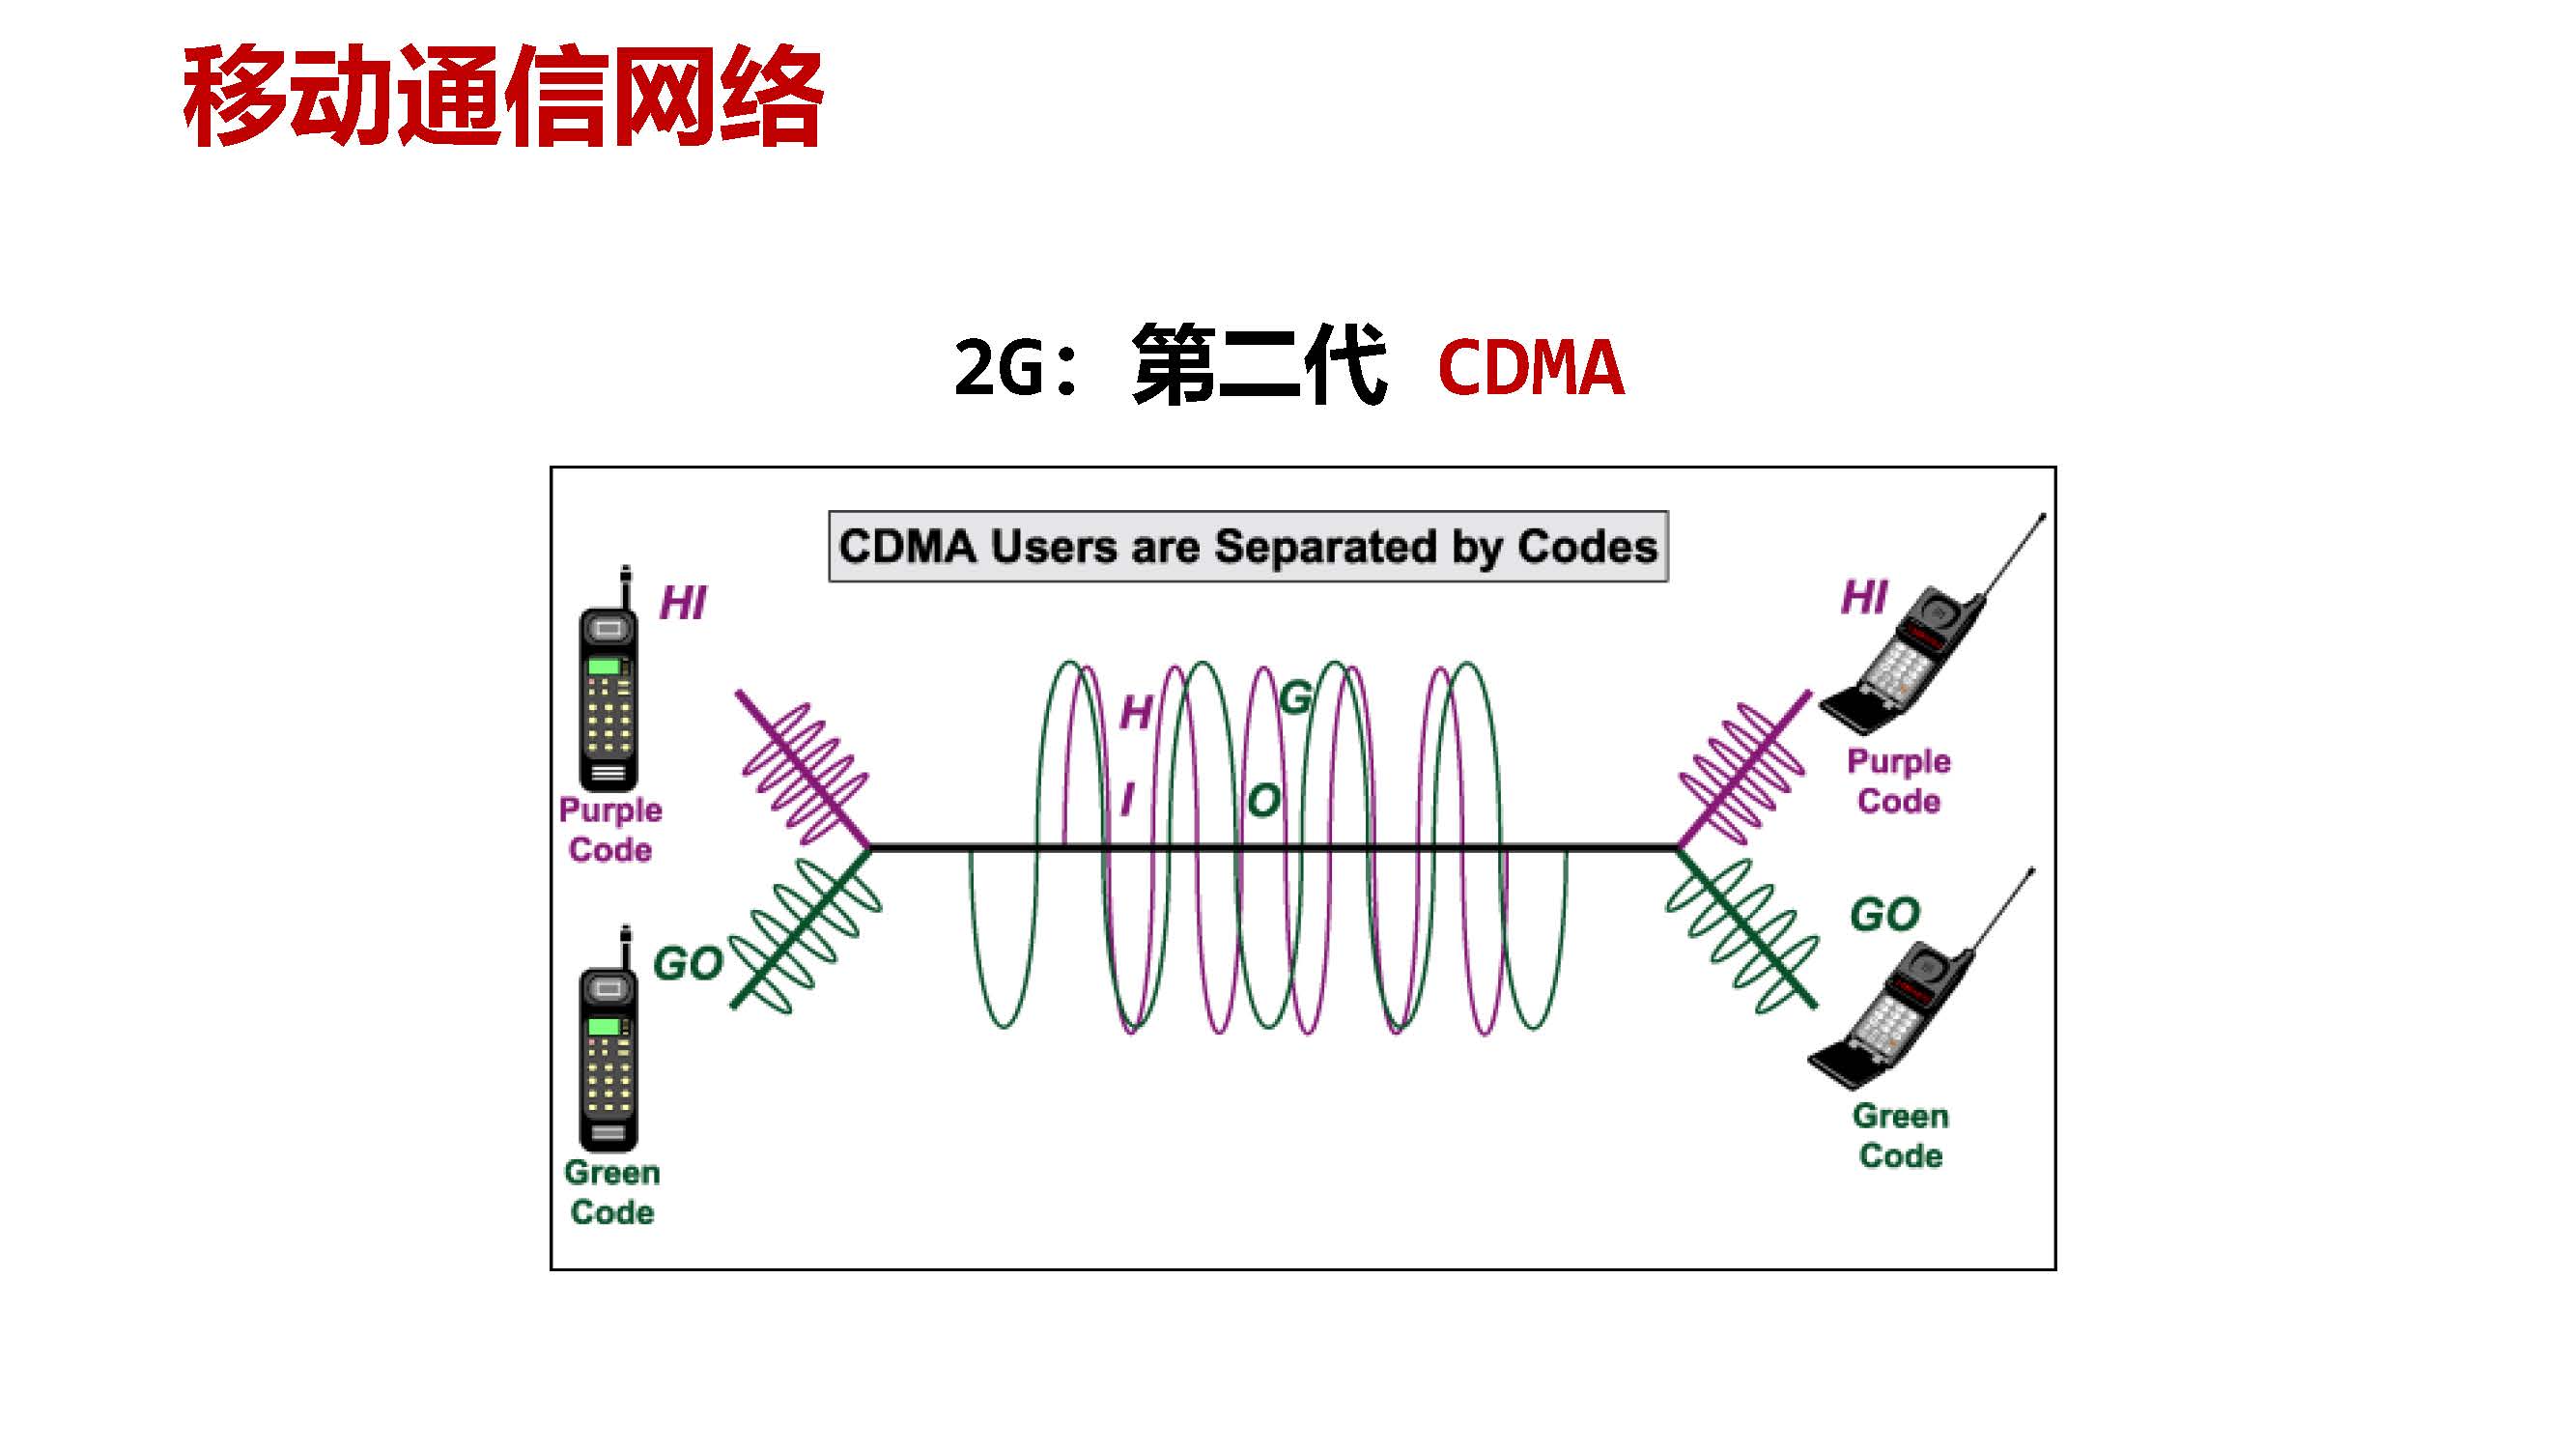 移动通信网络
2G：第二代 CDMA
CDMA Users are Separated by Codes
HI
Purple
Code
GO
Green
Code
H
I
G
O
HI
Purple
Code
GO
Green
Code